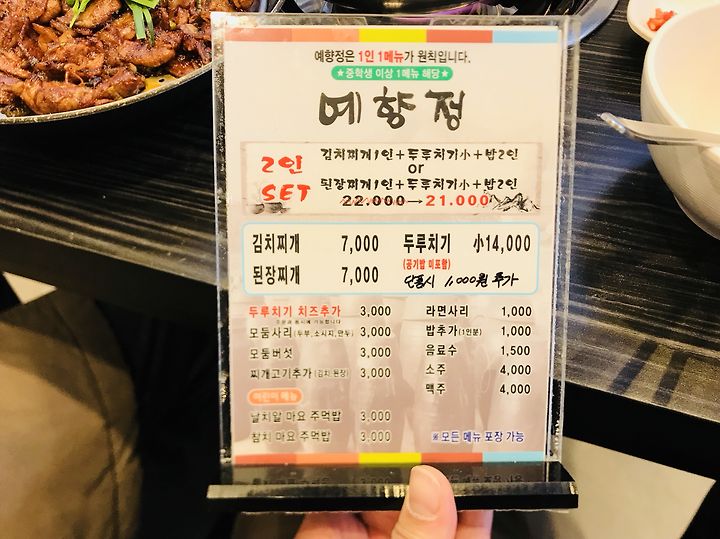 예향정은 1인 1메뉴가 원칙입니다.
★중학생 이상 1메뉴 해당★
예향정
2인 SET
김치찌개1인+두루치기小+밥2인
or
된장찌개1인+두루치기小+밥2인
22.000→21.000
김치찌개 7,000
된장찌개 7,000
두루치기 小14,000
(공기밥 미포함)
단품시 1,000원 추가
두루치기 치즈추가 3,000
모둠사리(두부,소시지,만두) 3,000
모둠버섯 3,000
찌개고기추가(김치,된장) 3,000
어린이 메뉴
날치알 마요 주먹밥 3,000
참치 마요 주먹밥 3,000
라면사리 1,000
밥추가(1인분) 1,000
음료수 1,500
소주 4,000
맥주 4,000
※모든 메뉴 포장 가능